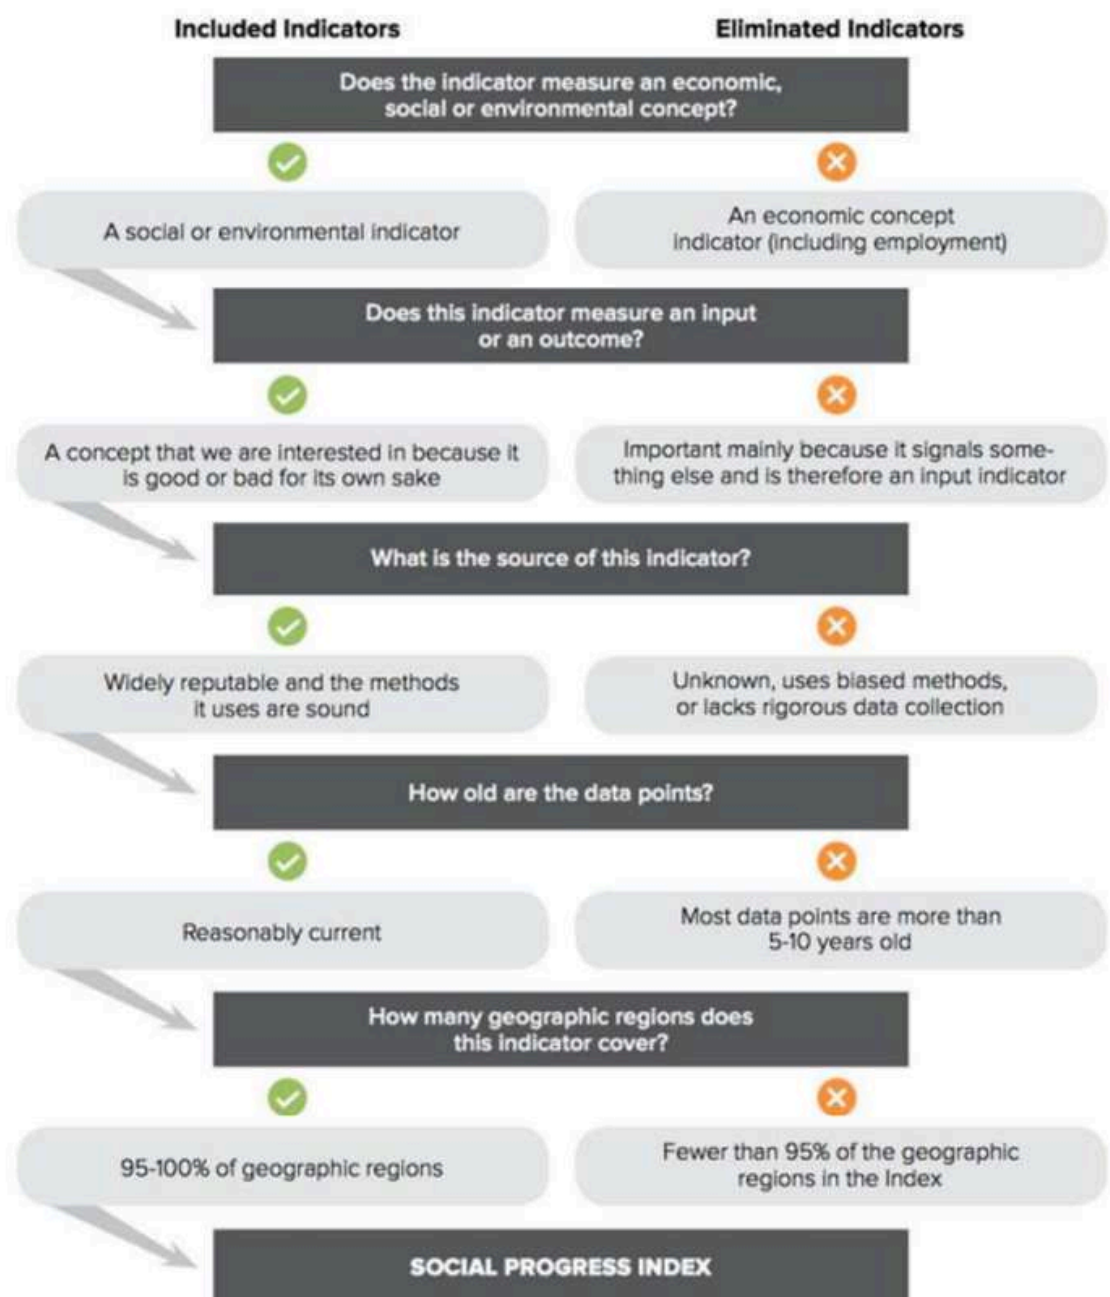 Included Indicators
Eliminated Indicators
Does the indicator measure an economic,
social or environmental concept?
A social or environmental indicator
An economic concept
indicator (including employment)
Does this indicator measure an input
or an outcome?
A concept that we are interested in because it
is good or bad for its own sake
Important mainly because it signals some-
thing else and is therefore an input indicator
What is the source of this indicator?
Widely reputable and the methods
it uses are sound
Unknown, uses biased methods,
or lacks rigorous data collection
How old are the data points?
Reasonably current
Most data points are more than
5-10 years old
How many geographic regions does
this indicator cover?
95-100% of geographic regions
Fewer than 95% of the geographic
regions in the Index
SOCIAL PROGRESS INDEX